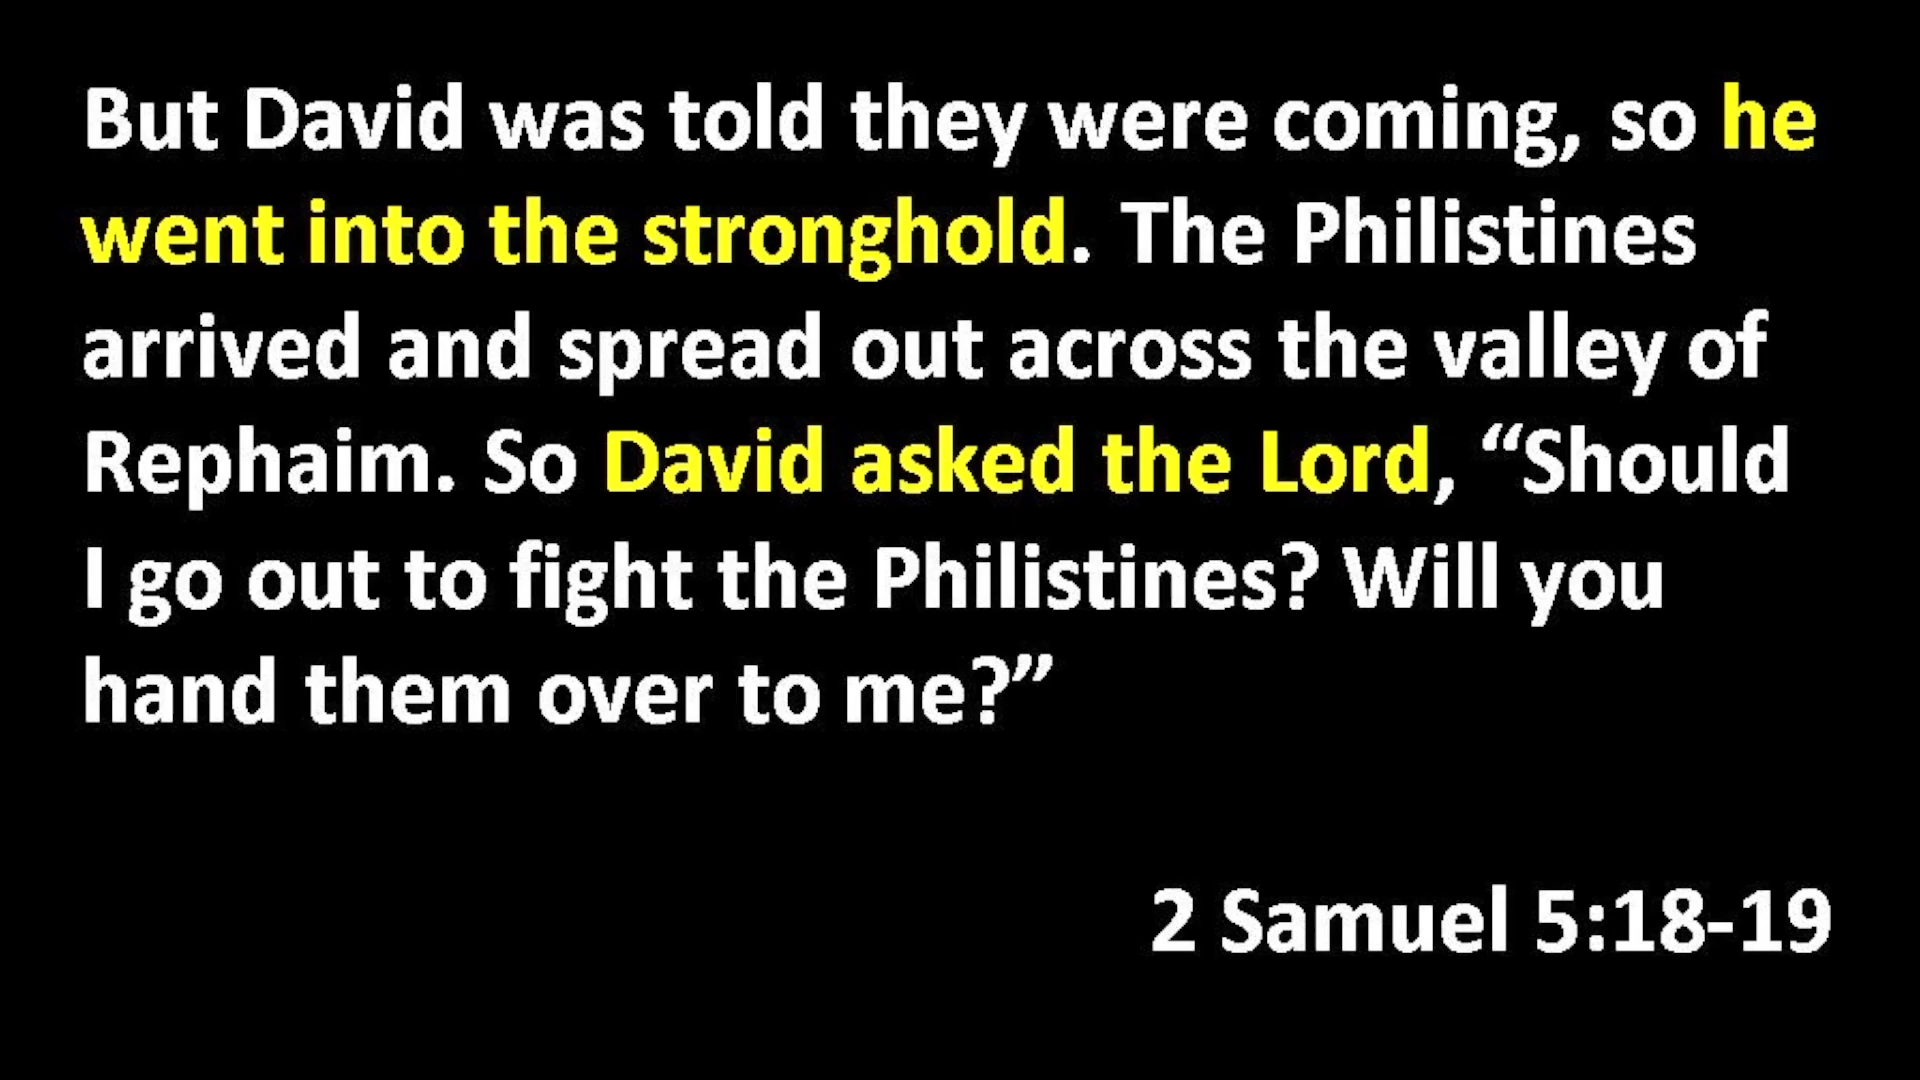 But David was told they were coming, so he
went into the stronghold. The Philistines
arrived and spread out across the valley of
Rephaim. So David asked the Lord, “Should
I go out to fight the Philistines? Will you
hand them over to me?”
2 Samuel 5:18-19